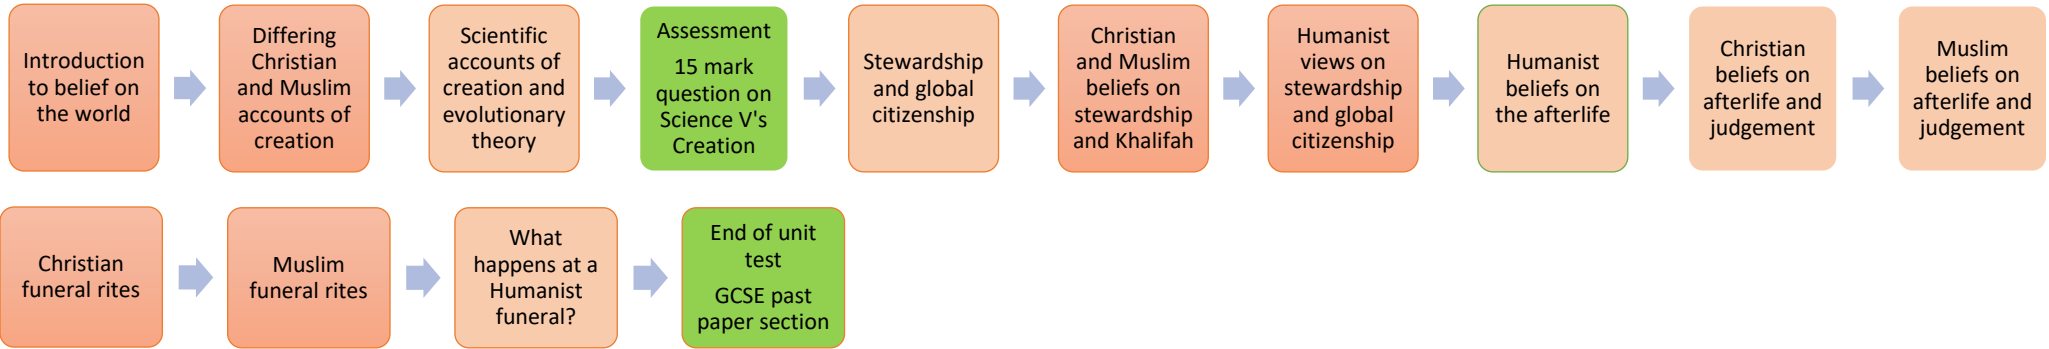 Introduction
to belief on
the world
Differing
Christian
and Muslim
accounts of
creation
Scientific
accounts of
creation and
evolutionary
theory
Assessment
15 mark
question on
Science V's
Creation
Stewardship
and global
citizenship
Christian
and Muslim
beliefs on
stewardship
and Khalifah
Humanist
views on
stewardship
and global
citizenship
Humanist
beliefs on
the afterlife
Christian
beliefs on
afterlife and
judgement
Muslim
beliefs on
afterlife and
judgement
Christian
funeral rites
Muslim
funeral rites
What
happens at a
Humanist
funeral?
End of unit
test
GCSE past
paper section